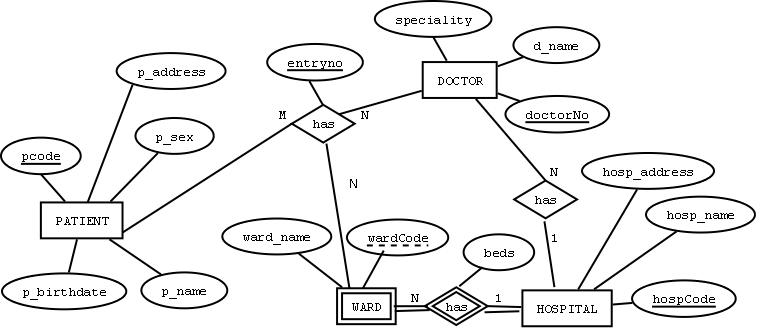 speciality
d_name
entryno
p_address
DOCTOR
doctorNo
M
N
has
p_sex
pcode
N
hosp_address
N
has
hosp_name
PATIENT
ward_name
wardCode
1
beds
p_birthdate
p_name
N
1
hospCode
WARD
has
HOSPITAL